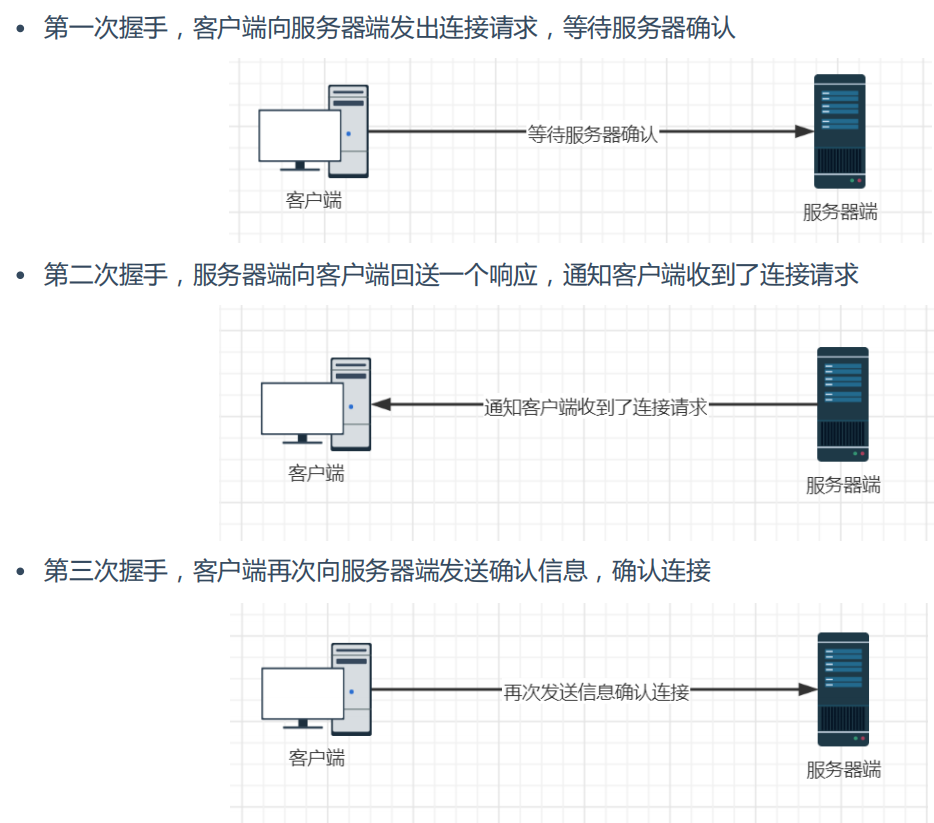 第一次握手，客户端向服务器端发出连接请求，等待服务器确认
等待服务器确认
客户端
服务器端
第二次握手，服务器端向客户端回送一个响应，通知客户端收到了连接请求
通知客户端收到了连接请求
客户端
服务器端
第三次握手，客户端再次向服务器端发送确认信息，确认连接
再次发送信息确认连接
客户端
服务器端